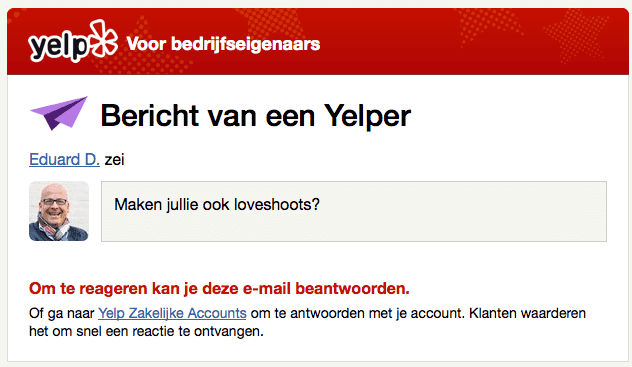 yelp Voor bedrijfseigenaars
Bericht van een Yelper
Eduard D. zei
Maken jullie ook loveshoots?
Om te reageren kan je deze e-mail beantwoorden.
Of ga naar Yelp Zakelijke Accounts om te antwoorden met je account. Klanten waarderen
het om snel een reactie te ontvangen.